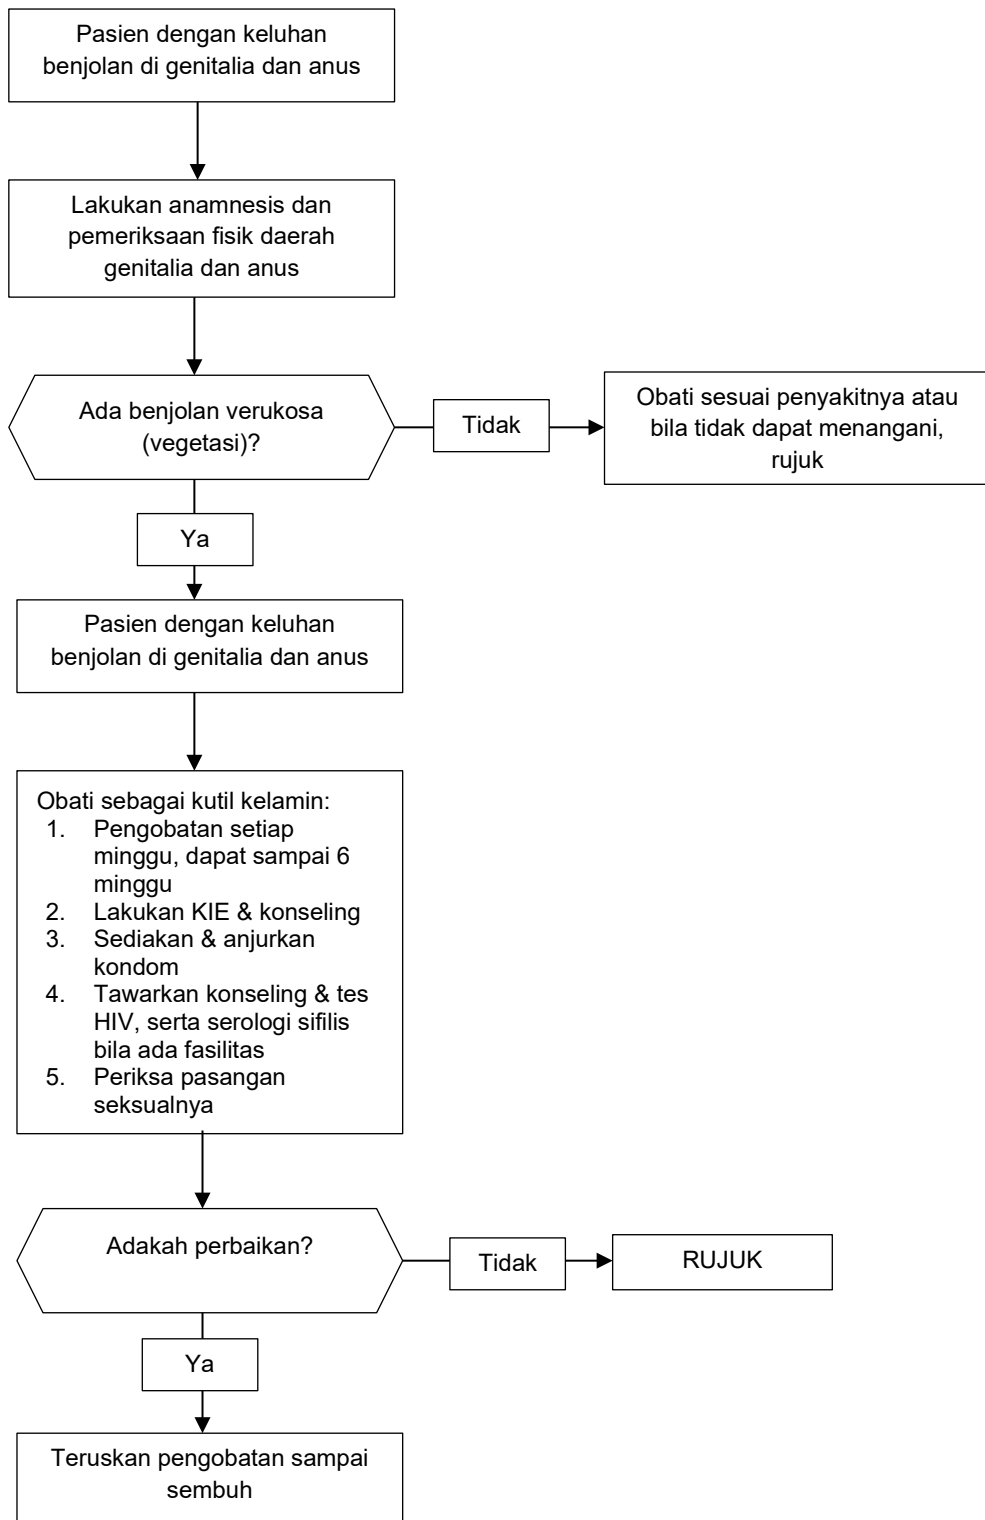 Pasien dengan keluhan
benjolan di genitalia dan anus
Lakukan anamnesis dan
pemeriksaan fisik daerah
genitalia dan anus
Ada benjolan verukosa
(vegetasi)?
Tidak
Obati sesuai penyakitnya atau
bila tidak dapat menangani,
rujuk
Ya
Pasien dengan keluhan
benjolan di genitalia dan anus
Obati sebagai kutil kelamin:
1. Pengobatan setiap
minggu, dapat sampai 6
minggu
2. Lakukan KIE & konseling
3. Sediakan & anjurkan
kondom
4. Tawarkan konseling & tes
HIV, serta serologi sifilis
bila ada fasilitas
5. Periksa pasangan
seksualnya
Adakah perbaikan?
Tidak
RUJUK
Ya
Teruskan pengobatan sampai
sembuh